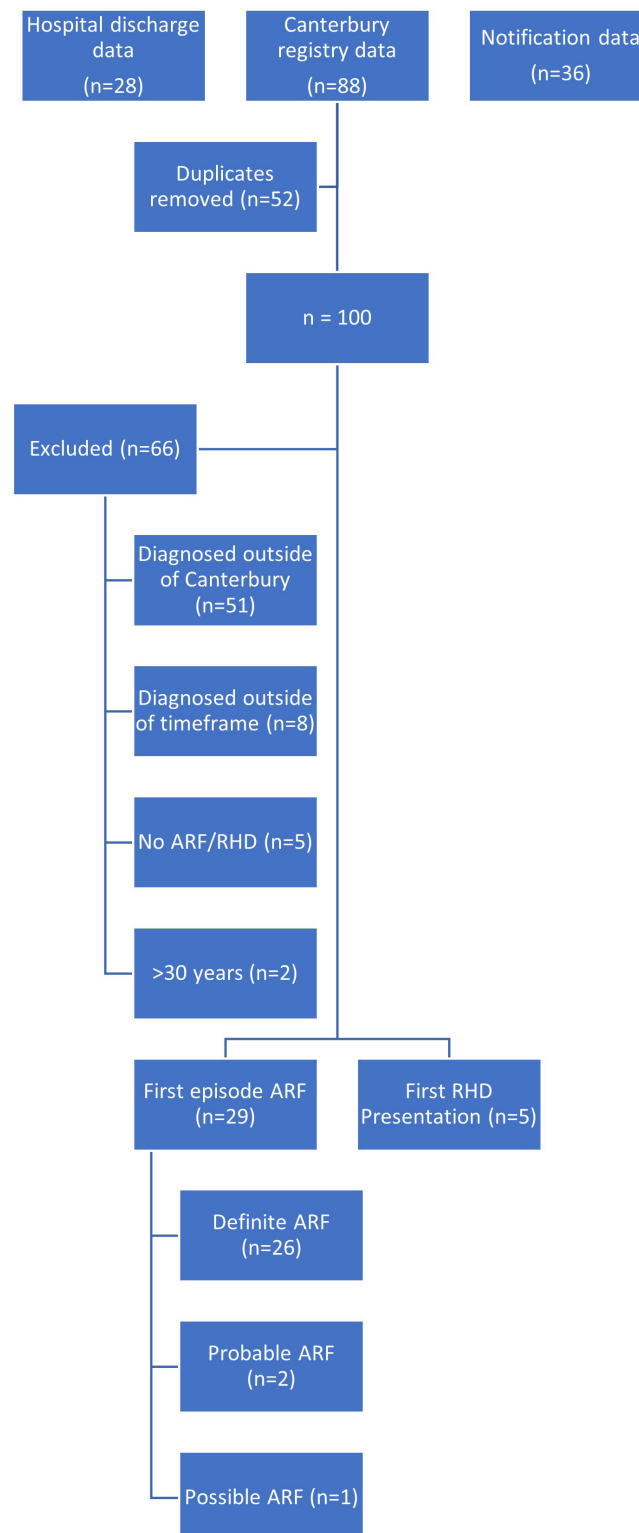 Hospital discharge
data
(n=28)
Canterbury
registry data
(n=88)
Notification data
(n=36)
Duplicates
removed (n=52)
n = 100
Excluded (n=66)
Diagnosed outside
of Canterbury
(n=51)
Diagnosed outside
of timeframe (n=8)
No ARF/RHD (n=5)
>30 years (n=2)
First episode ARF
(n=29)
First RHD
Presentation (n=5)
Definite ARF
(n=26)
Probable ARF
(n=2)
Possible ARF (n=1)